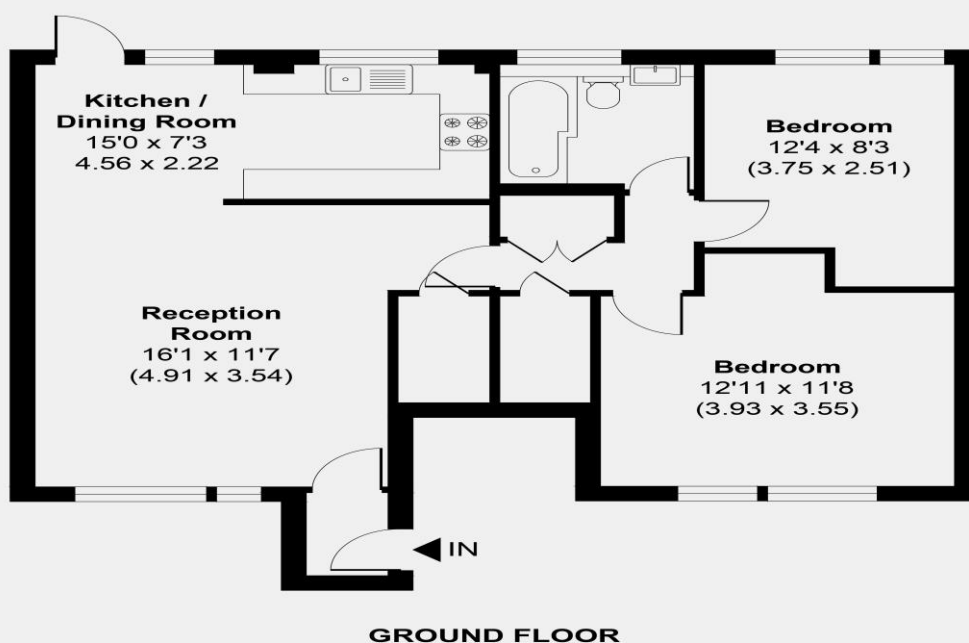 Kitchen /
Dining Room
15'0 x 7'3
4.56 x 2.22
Bedroom
12'4 x 8'3
(3.75 x 2.51)
Reception
Room
16'1 x 11'7
(4.91 x 3.54)
Bedroom
12'11 x 11'8
(3.93 x 3.55)
IN
GROUND FLOOR